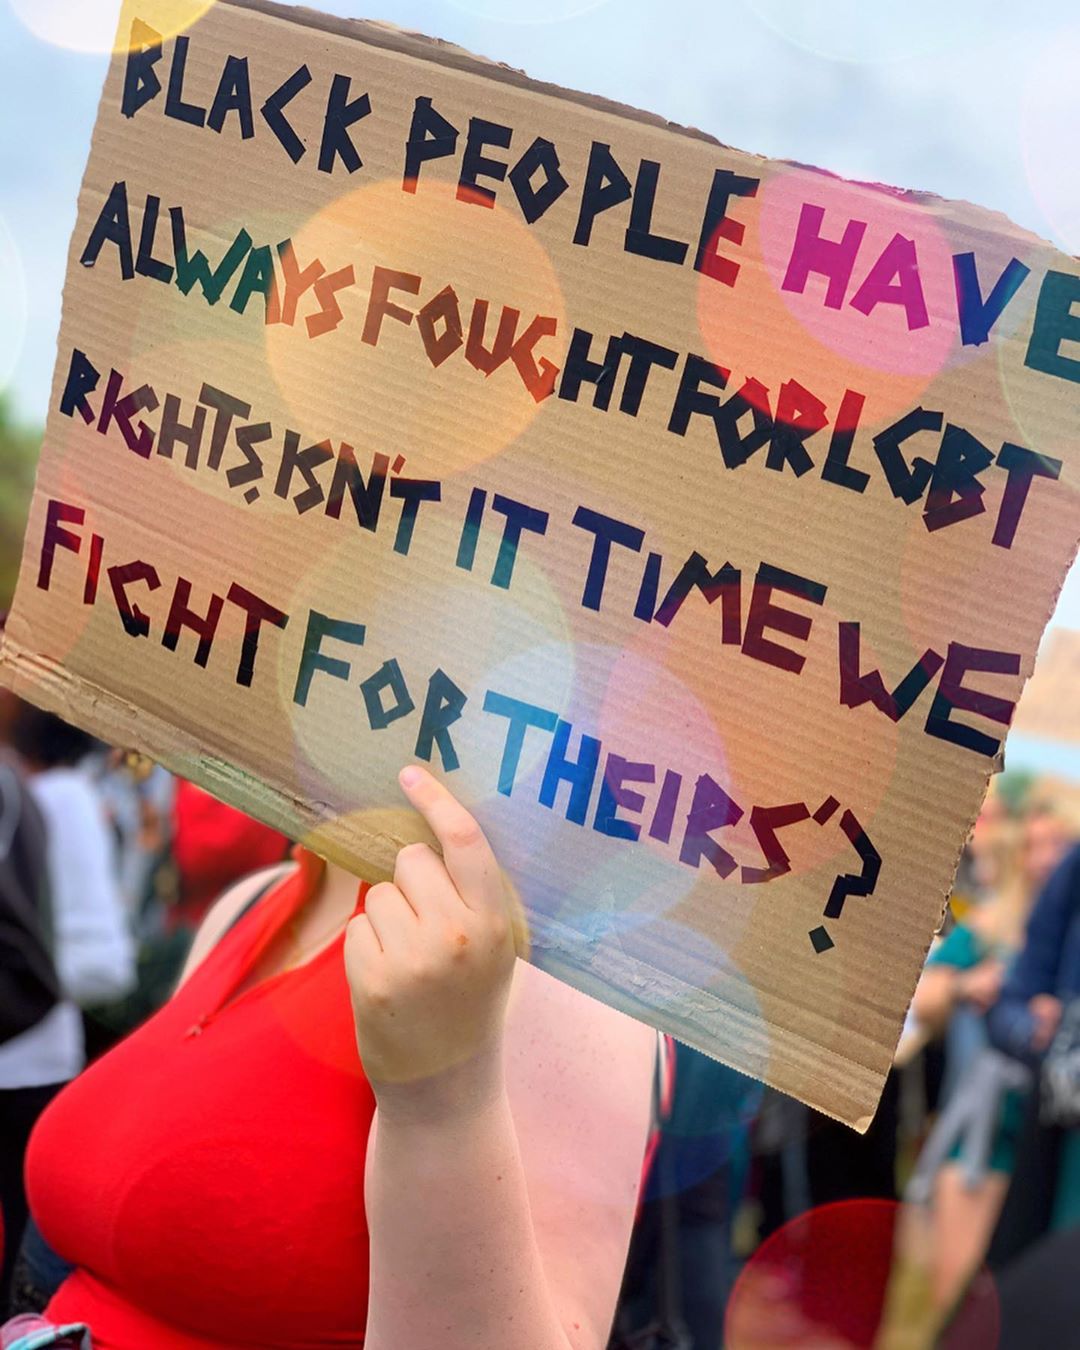 BLACK PEOPLE HAVE
ALWAYS FOUGHT FOR LGBT
RIGHTS, ISN'T IT TIME WE
FIGHT FOR THEIRS'?